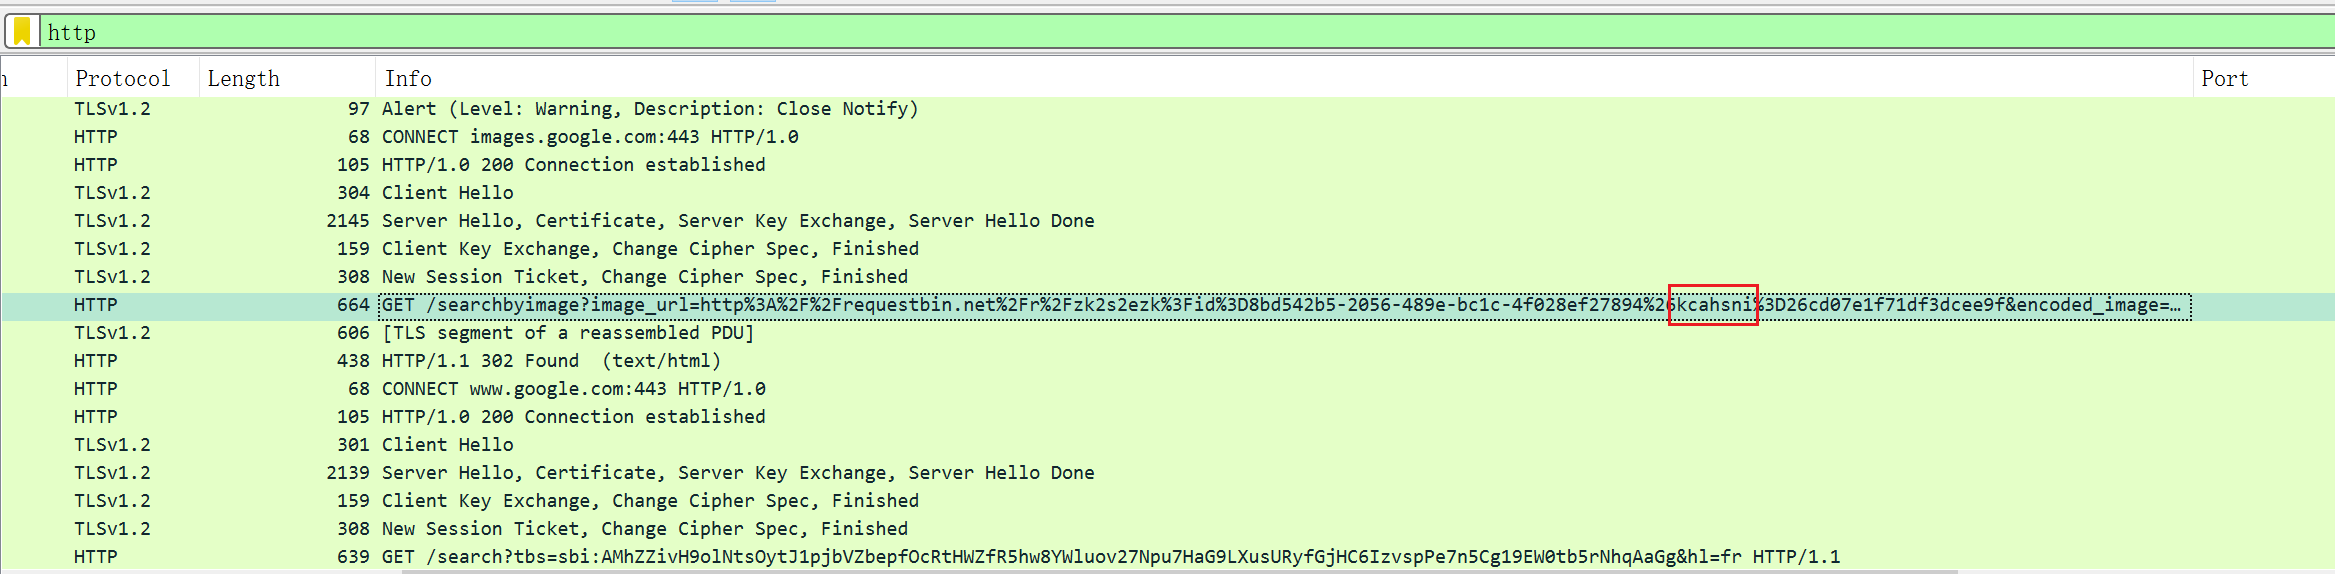 http
Protocol Length Info Port
TLSv1.2 97 Alert (Level: Warning, Description: Close Notify)
HTTP 68 CONNECT images.google.com:443 HTTP/1.0
HTTP 105 HTTP/1.0 200 Connection established
TLSv1.2 304 Client Hello
TLSv1.2 2145 Server Hello, Certificate, Server Key Exchange, Server Hello Done
TLSv1.2 159 Client Key Exchange, Change Cipher Spec, Finished
TLSv1.2 308 New Session Ticket, Change Cipher Spec, Finished
HTTP 664 GET /searchbyimage?image_url=http%3A%2F%2Frequestbin.net%2Fr%2Fzk2s2ezk%3Fid%3D8bd542b5-2056-489e-bc1c-4f028ef27894%26kcahsni%3D26cd07e1f71df3dcee9f&encoded_image=…
TLSv1.2 606 [TLS segment of a reassembled PDU]
HTTP 438 HTTP/1.1 302 Found (text/html)
HTTP 68 CONNECT www.google.com:443 HTTP/1.0
HTTP 105 HTTP/1.0 200 Connection established
TLSv1.2 301 Client Hello
TLSv1.2 2139 Server Hello, Certificate, Server Key Exchange, Server Hello Done
TLSv1.2 159 Client Key Exchange, Change Cipher Spec, Finished
TLSv1.2 308 New Session Ticket, Change Cipher Spec, Finished
HTTP 639 GET /search?tbs=sbi:AMhZZivH9olNtsOytJ1pjbVZbepfOcRtHWZfR5hw8YWluov27Npu7HaG9LXusURyfGjHC6IzvspPe7n5Cg19EW0tb5rNhqAaGg&hl=fr HTTP/1.1